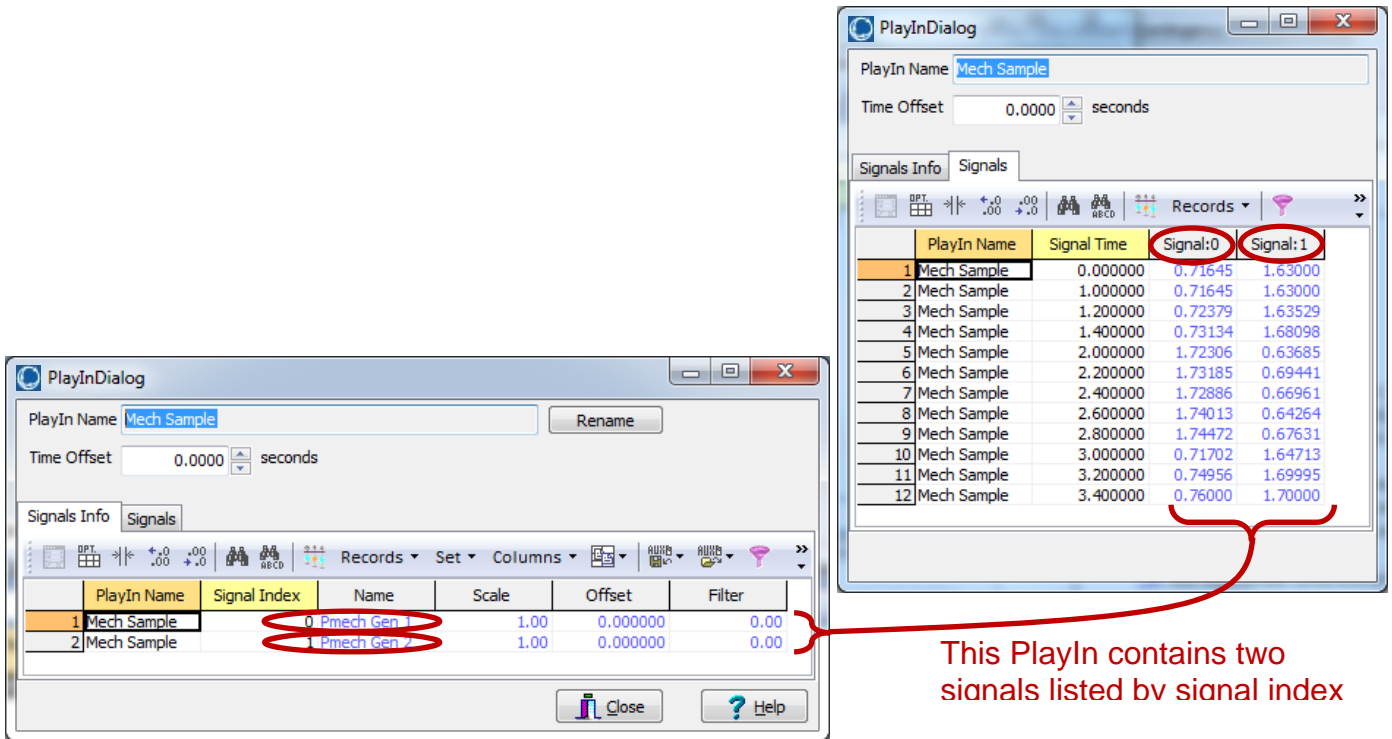 PlayInDialog
PlayIn Name Mech Sample
Time Offset 0.0000 seconds
Signals Info Signals
OPT. .00 .00 ABCD Records
PlayIn Name Signal Time Signal:0 Signal:1
1 Mech Sample 0.000000 0.71645 1.63000
2 Mech Sample 1.000000 0.71645 1.63000
3 Mech Sample 1.200000 0.72379 1.63529
4 Mech Sample 1.400000 0.73134 1.68098
5 Mech Sample 2.000000 1.72306 0.63685
6 Mech Sample 2.200000 1.73185 0.69441
7 Mech Sample 2.400000 1.72886 0.66961
8 Mech Sample 2.600000 1.74013 0.64264
9 Mech Sample 2.800000 1.74472 0.67631
10 Mech Sample 3.000000 0.71702 1.64713
11 Mech Sample 3.200000 0.74956 1.69995
12 Mech Sample 3.400000 0.76000 1.70000
PlayInDialog
PlayIn Name Mech Sample Rename
Time Offset 0.0000 seconds
Signals Info Signals
OPT. .00 .00 ABCD Records Set Columns AUXB AUXB
PlayIn Name Signal Index Name Scale Offset Filter
1 Mech Sample 0 Pmech Gen 1 1.00 0.000000 0.00
2 Mech Sample 1 Pmech Gen 2 1.00 0.000000 0.00
Close ? Help
This PlayIn contains two
signals listed by signal index